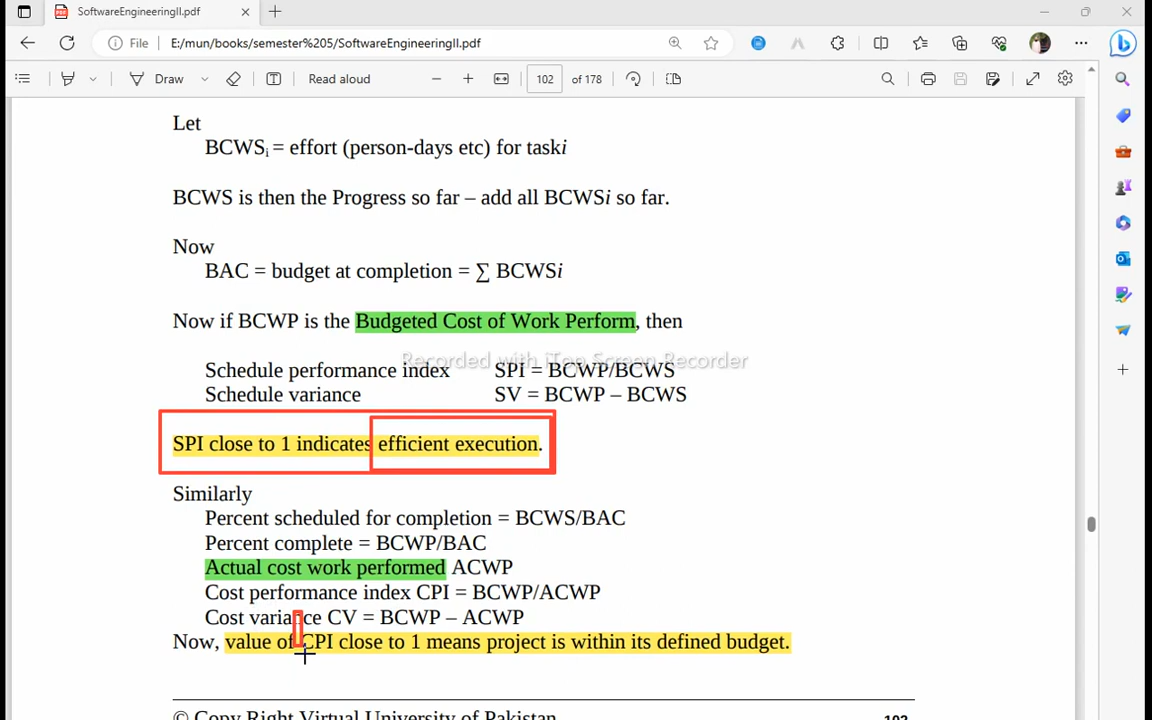 SoftwareEngineeringII.pdf
File E:/mun/books/semester%205/SoftwareEngineeringII.pdf
Draw Read aloud 102 of 178
Let
BCWSi = effort (person-days etc) for taski
BCWS is then the Progress so far – add all BCWSi so far.
Now
BAC = budget at completion = ∑ BCWSi
Now if BCWP is the Budgeted Cost of Work Perform, then
Recorded with iTop Screen Recorder
Schedule performance index SPI = BCWP/BCWS
Schedule variance SV = BCWP – BCWS
SPI close to 1 indicates efficient execution.
Similarly
Percent scheduled for completion = BCWS/BAC
Percent complete = BCWP/BAC
Actual cost work performed ACWP
Cost performance index CPI = BCWP/ACWP
Cost variance CV = BCWP – ACWP
Now, value of CPI close to 1 means project is within its defined budget.
© Copy Right Virtual University of Pakistan 102